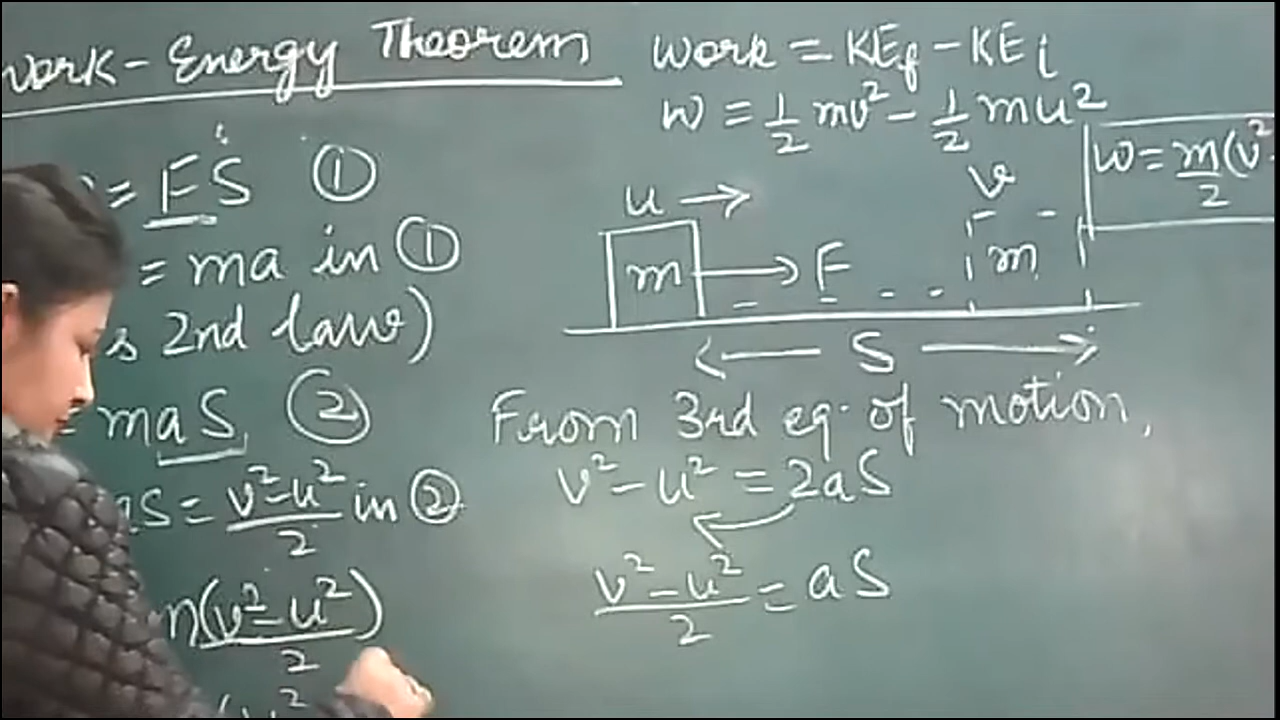 Work-Energy Theorem
= FS ①
= ma in ①
s 2nd law)
= maS ②
aS = v²-u²/2 in ②
m(v²-u²)/2
(v²
Work = KEf - KEi
W = 1/2 mv² - 1/2 mu²
W = m/2 (v²-
u → v
m → F m
S
From 3rd eq. of motion,
v² - u² = 2aS
v² - u²/2 = aS